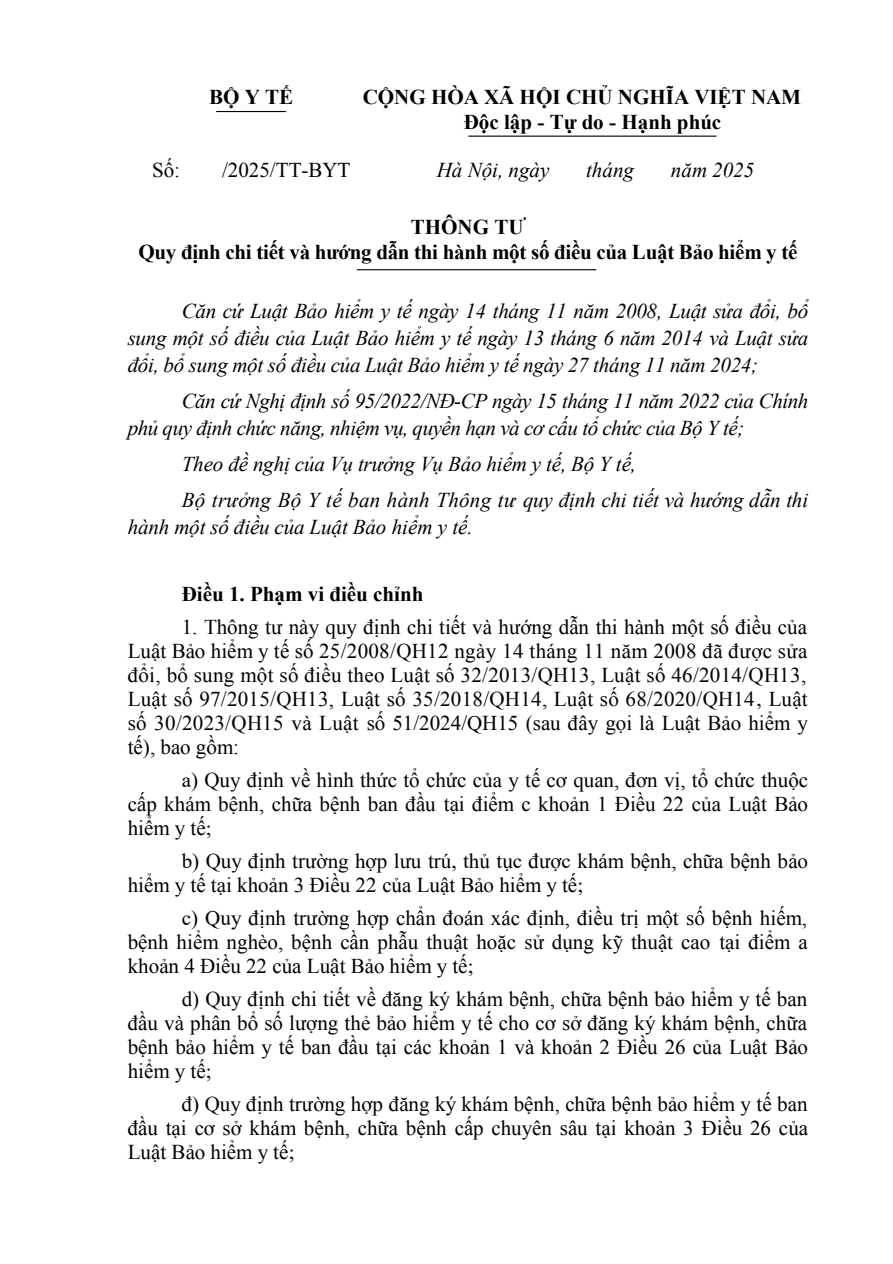 BỘ Y TẾ
CỘNG HÒA XÃ HỘI CHỦ NGHĨA VIỆT NAM
Độc lập - Tự do - Hạnh phúc
Số: /2025/TT-BYT
Hà Nội, ngày tháng năm 2025
THÔNG TƯ
Quy định chi tiết và hướng dẫn thi hành một số điều của Luật Bảo hiểm y tế
Căn cứ Luật Bảo hiểm y tế ngày 14 tháng 11 năm 2008, Luật sửa đổi, bổ
sung một số điều của Luật Bảo hiểm y tế ngày 13 tháng 6 năm 2014 và Luật sửa
đổi, bổ sung một số điều của Luật Bảo hiểm y tế ngày 27 tháng 11 năm 2024;
Căn cứ Nghị định số 95/2022/NĐ-CP ngày 15 tháng 11 năm 2022 của Chính
phủ quy định chức năng, nhiệm vụ, quyền hạn và cơ cấu tổ chức của Bộ Y tế;
Theo đề nghị của Vụ trưởng Vụ Bảo hiểm y tế, Bộ Y tế,
Bộ trưởng Bộ Y tế ban hành Thông tư quy định chi tiết và hướng dẫn thi
hành một số điều của Luật Bảo hiểm y tế.
Điều 1. Phạm vi điều chỉnh
1. Thông tư này quy định chi tiết và hướng dẫn thi hành một số điều của
Luật Bảo hiểm y tế số 25/2008/QH12 ngày 14 tháng 11 năm 2008 đã được sửa
đổi, bổ sung một số điều theo Luật số 32/2013/QH13, Luật số 46/2014/QH13,
Luật số 97/2015/QH13, Luật số 35/2018/QH14, Luật số 68/2020/QH14, Luật
số 30/2023/QH15 và Luật số 51/2024/QH15 (sau đây gọi là Luật Bảo hiểm y
tế), bao gồm:
a) Quy định về hình thức tổ chức của y tế cơ quan, đơn vị, tổ chức thuộc
cấp khám bệnh, chữa bệnh ban đầu tại điểm c khoản 1 Điều 22 của Luật Bảo
hiểm y tế;
b) Quy định trường hợp lưu trú, thủ tục được khám bệnh, chữa bệnh bảo
hiểm y tế tại khoản 3 Điều 22 của Luật Bảo hiểm y tế;
c) Quy định trường hợp chẩn đoán xác định, điều trị một số bệnh hiếm,
bệnh hiểm nghèo, bệnh cần phẫu thuật hoặc sử dụng kỹ thuật cao tại điểm a
khoản 4 Điều 22 của Luật Bảo hiểm y tế;
d) Quy định chi tiết về đăng ký khám bệnh, chữa bệnh bảo hiểm y tế ban
đầu và phân bổ số lượng thẻ bảo hiểm y tế cho cơ sở đăng ký khám bệnh, chữa
bệnh bảo hiểm y tế ban đầu tại các khoản 1 và khoản 2 Điều 26 của Luật Bảo
hiểm y tế;
đ) Quy định trường hợp đăng ký khám bệnh, chữa bệnh bảo hiểm y tế ban
đầu tại cơ sở khám bệnh, chữa bệnh cấp chuyên sâu tại khoản 3 Điều 26 của
Luật Bảo hiểm y tế;